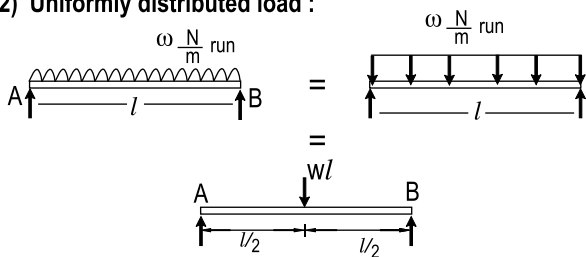 2) Uniformly distributed load :
ω N/m run
ω N/m run
A l B = l
=
wl
A B
l/2 l/2